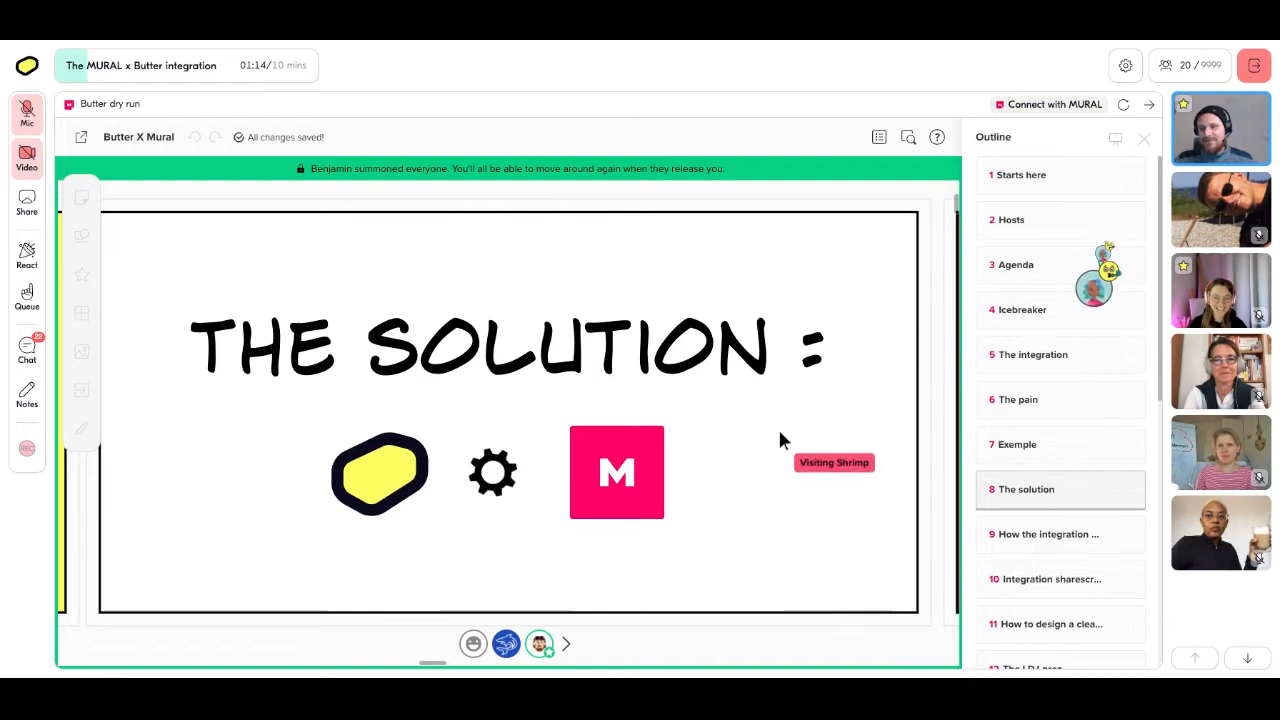 The MURAL x Butter integration 01:14/10 mins
20 / 9999
Mic
Video
Share
React
Queue
22
Chat
Notes
REC
Butter dry run
Connect with MURAL
Butter X Mural
All changes saved!
Benjamin summoned everyone. You'll all be able to move around again when they release you.
THE SOLUTION :
M
Visiting Shrimp
Outline
1 Starts here
2 Hosts
3 Agenda
4 Icebreaker
5 The integration
6 The pain
7 Exemple
8 The solution
9 How the integration ...
10 Integration sharescr...
11 How to design a clea...